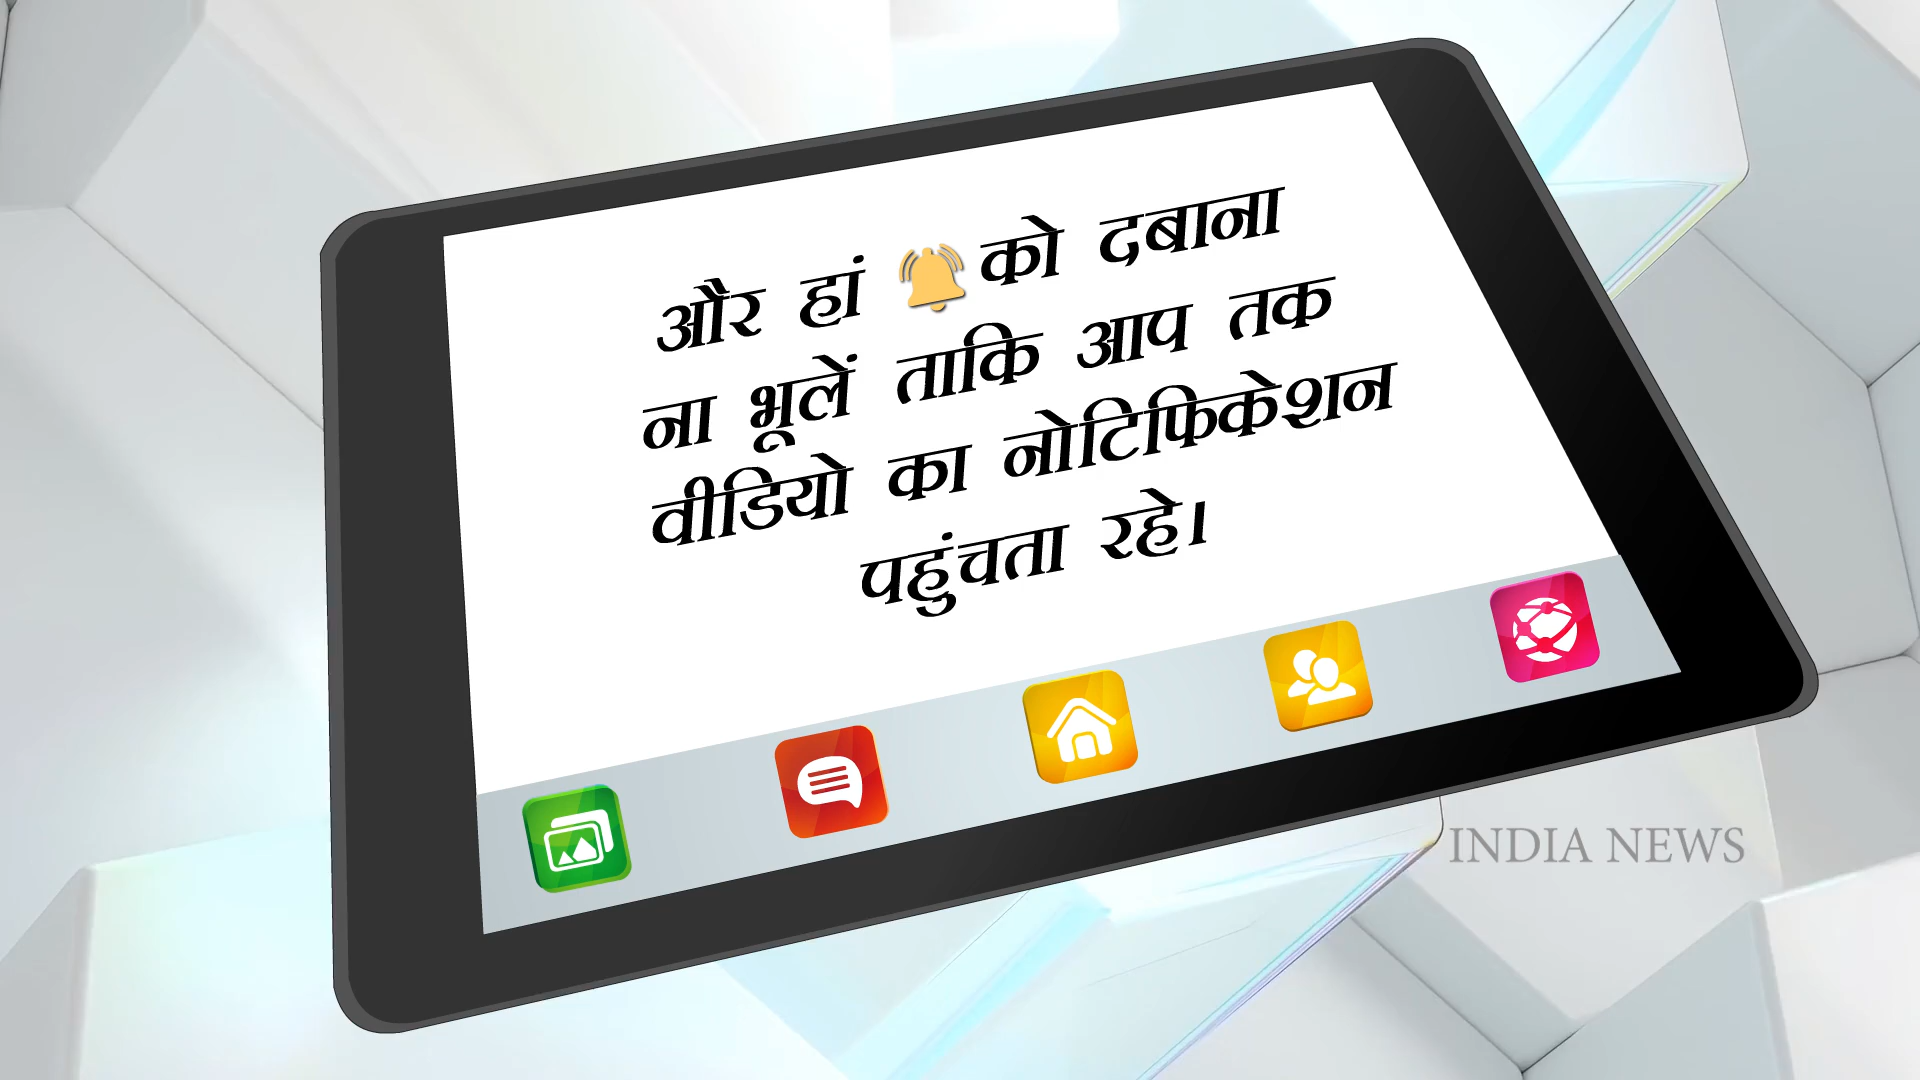 और हां 🔔 को दबाना
ना भूलें ताकि आप तक
वीडियो का नोटिफिकेशन
पहुंचता रहे।
INDIA NEWS